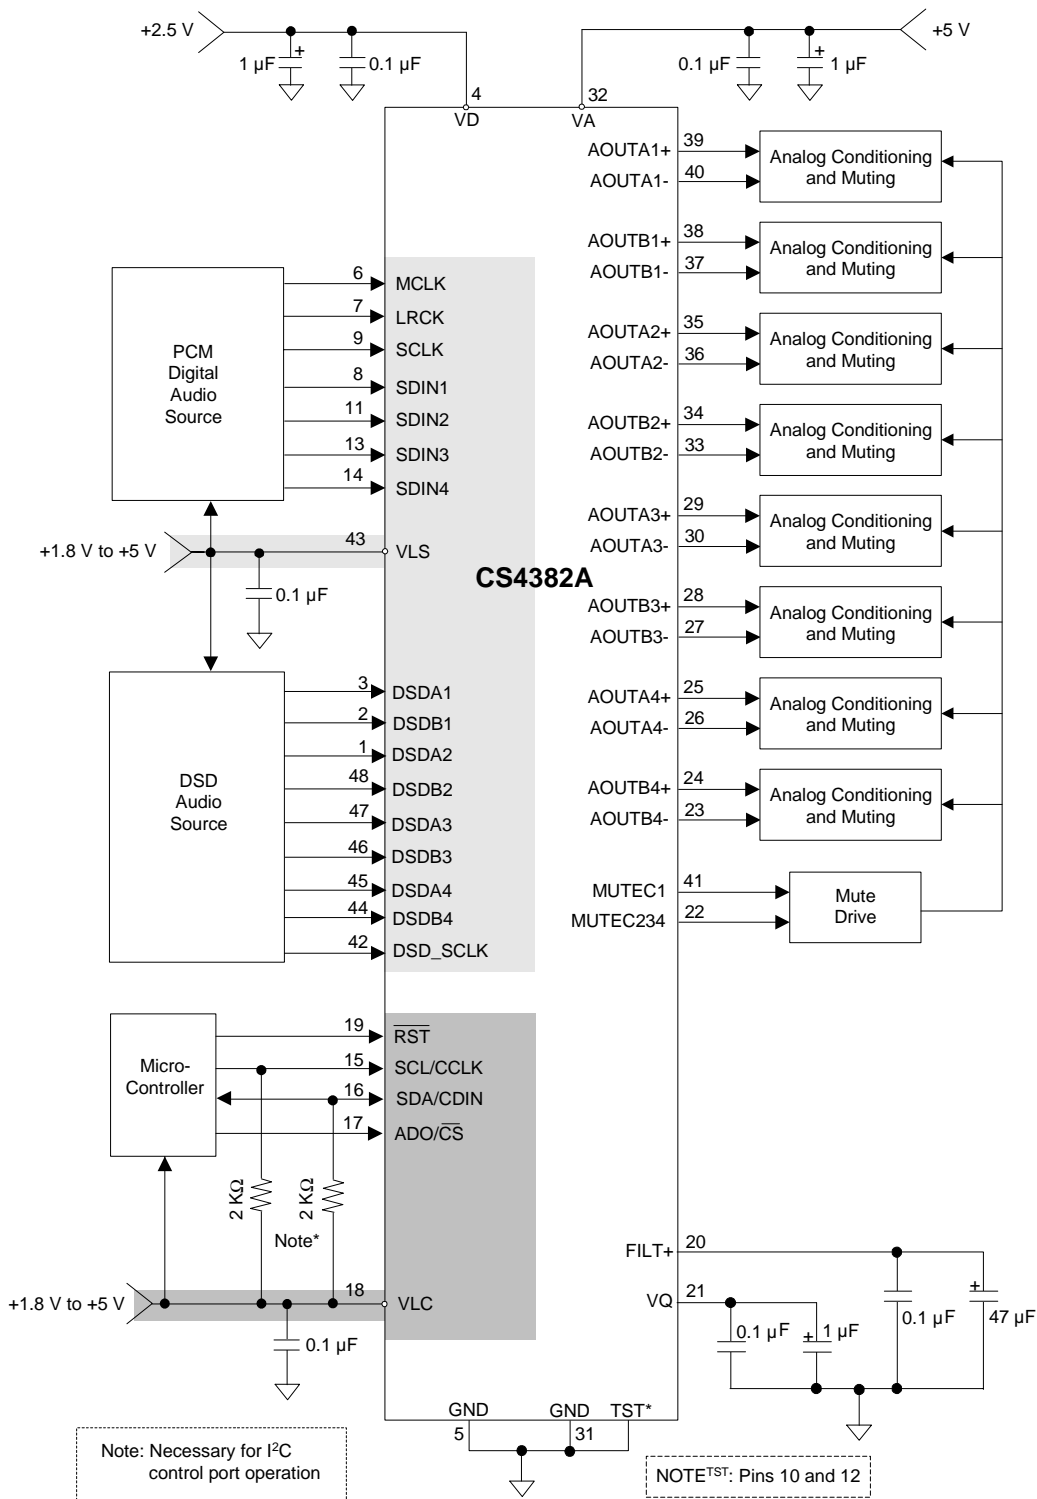 +2.5 V
+5 V
1 µF
+
0.1 µF
0.1 µF
+
1 µF
4
32
VD
VA
AOUTA1+
39
AOUTA1-
40
Analog Conditioning
and Muting
AOUTB1+
38
AOUTB1-
37
Analog Conditioning
and Muting
PCM
Digital
Audio
Source
6
MCLK
7
LRCK
9
SCLK
8
SDIN1
11
SDIN2
13
SDIN3
14
SDIN4
AOUTA2+
35
AOUTA2-
36
Analog Conditioning
and Muting
AOUTB2+
34
AOUTB2-
33
Analog Conditioning
and Muting
+1.8 V to +5 V
43
VLS
0.1 µF
CS4382A
AOUTA3+
29
AOUTA3-
30
Analog Conditioning
and Muting
AOUTB3+
28
AOUTB3-
27
Analog Conditioning
and Muting
DSD
Audio
Source
3
DSDA1
2
DSDB1
1
DSDA2
48
DSDB2
47
DSDA3
46
DSDB3
45
DSDA4
44
DSDB4
42
DSD_SCLK
AOUTA4+
25
AOUTA4-
26
Analog Conditioning
and Muting
AOUTB4+
24
AOUTB4-
23
Analog Conditioning
and Muting
MUTEC1
41
MUTEC234
22
Mute
Drive
Micro-
Controller
19
RST
15
SCL/CCLK
16
SDA/CDIN
17
ADO/CS
2 KΩ
2 KΩ
Note*
+1.8 V to +5 V
18
VLC
0.1 µF
FILT+
20
VQ
21
0.1 µF
+
1 µF
0.1 µF
+
47 µF
GND
5
GND
31
TST*
Note: Necessary for I²C
control port operation
NOTE^TST: Pins 10 and 12